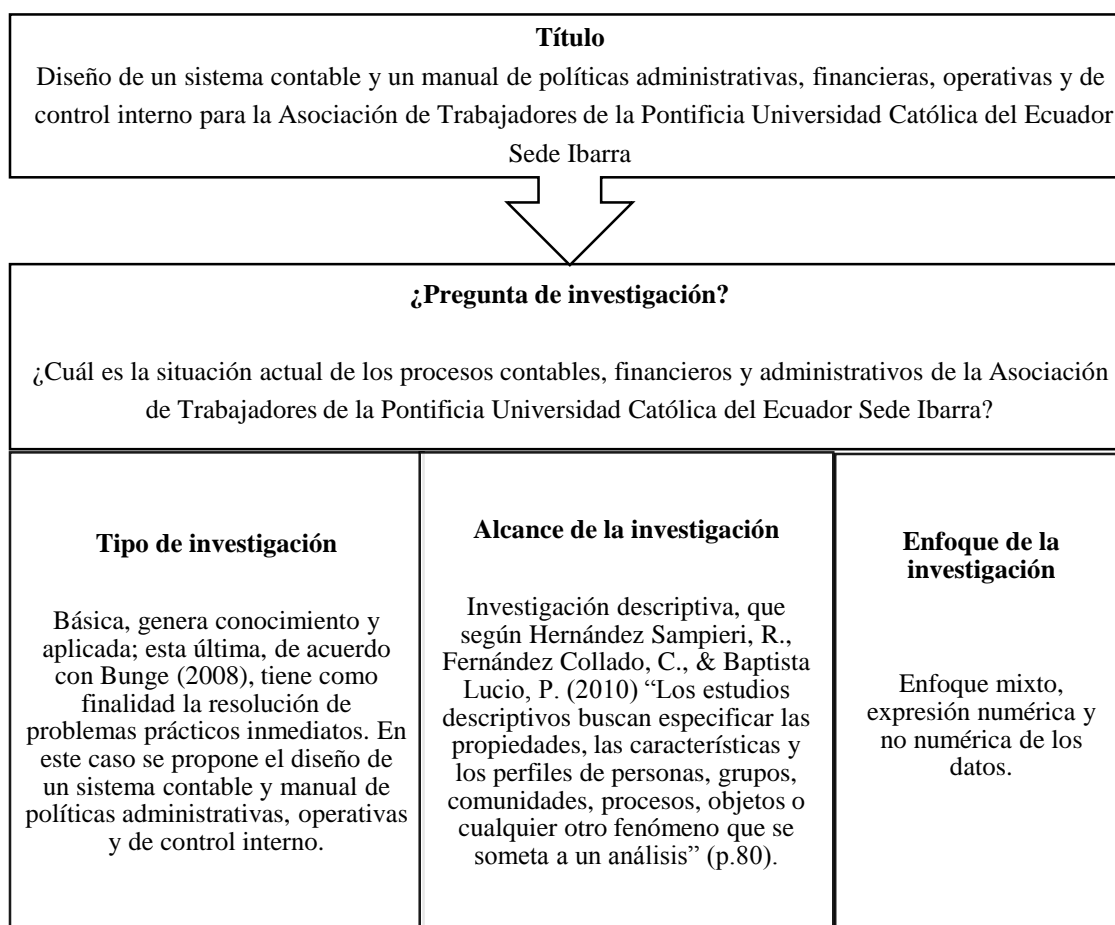 Título
Diseño de un sistema contable y un manual de políticas administrativas, financieras, operativas y de
control interno para la Asociación de Trabajadores de la Pontificia Universidad Católica del Ecuador
Sede Ibarra
¿Pregunta de investigación?
¿Cuál es la situación actual de los procesos contables, financieros y administrativos de la Asociación
de Trabajadores de la Pontificia Universidad Católica del Ecuador Sede Ibarra?
Tipo de investigación
Básica, genera conocimiento y
aplicada; esta última, de acuerdo
con Bunge (2008), tiene como
finalidad la resolución de
problemas prácticos inmediatos. En
este caso se propone el diseño de
un sistema contable y manual de
políticas administrativas, operativas
y de control interno.
Alcance de la investigación
Investigación descriptiva, que
según Hernández Sampieri, R.,
Fernández Collado, C., & Baptista
Lucio, P. (2010) “Los estudios
descriptivos buscan especificar las
propiedades, las características y
los perfiles de personas, grupos,
comunidades, procesos, objetos o
cualquier otro fenómeno que se
someta a un análisis” (p.80).
Enfoque de la
investigación
Enfoque mixto,
expresión numérica y
no numérica de los
datos.